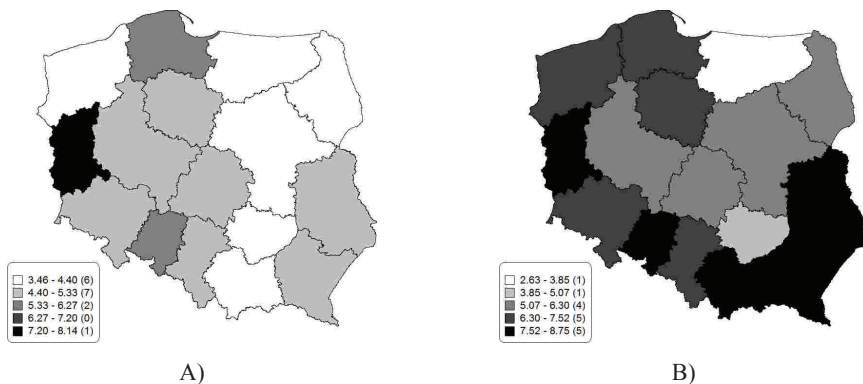 3.46 - 4.40 (6)
4.40 - 5.33 (7)
5.33 - 6.27 (2)
6.27 - 7.20 (0)
7.20 - 8.14 (1)
A)
2.63 - 3.85 (1)
3.85 - 5.07 (1)
5.07 - 6.30 (4)
6.30 - 7.52 (5)
7.52 - 8.75 (5)
B)